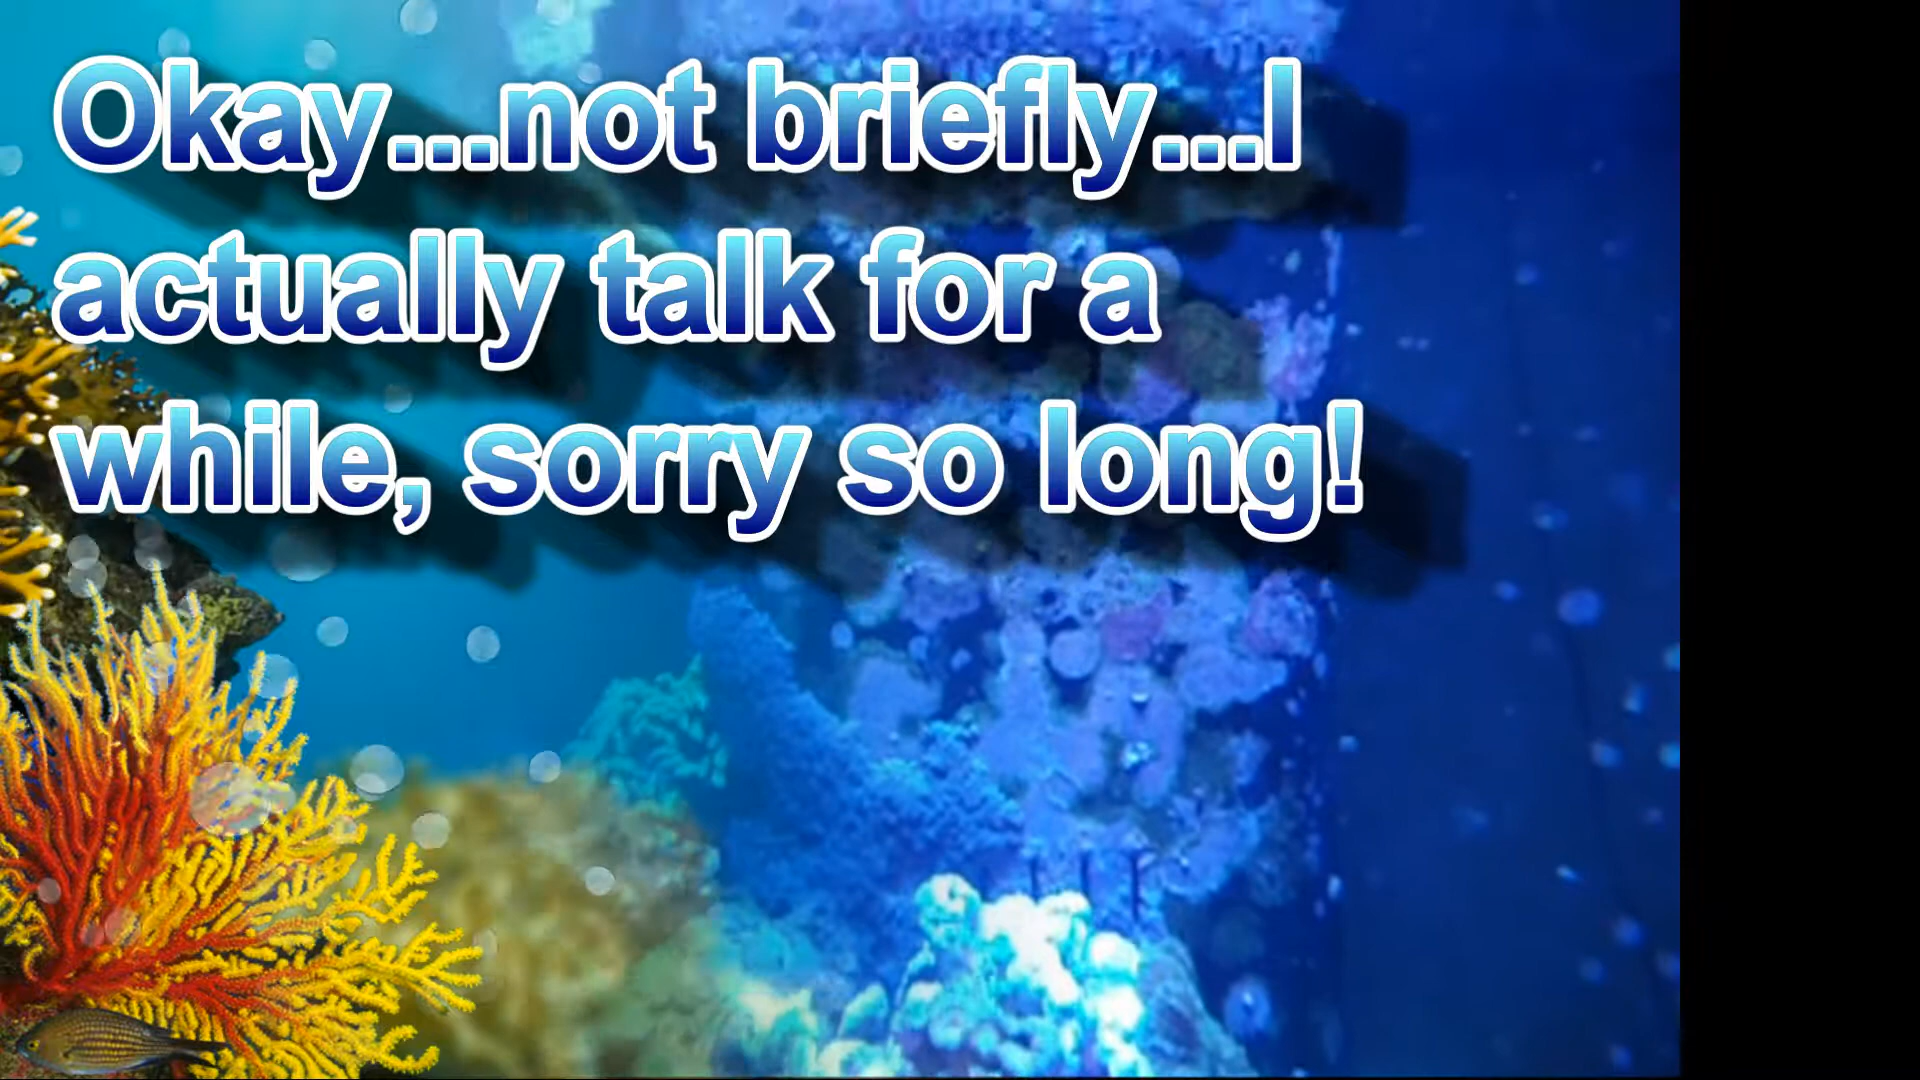 Okay...not briefly...I
actually talk for a
while, sorry so long!